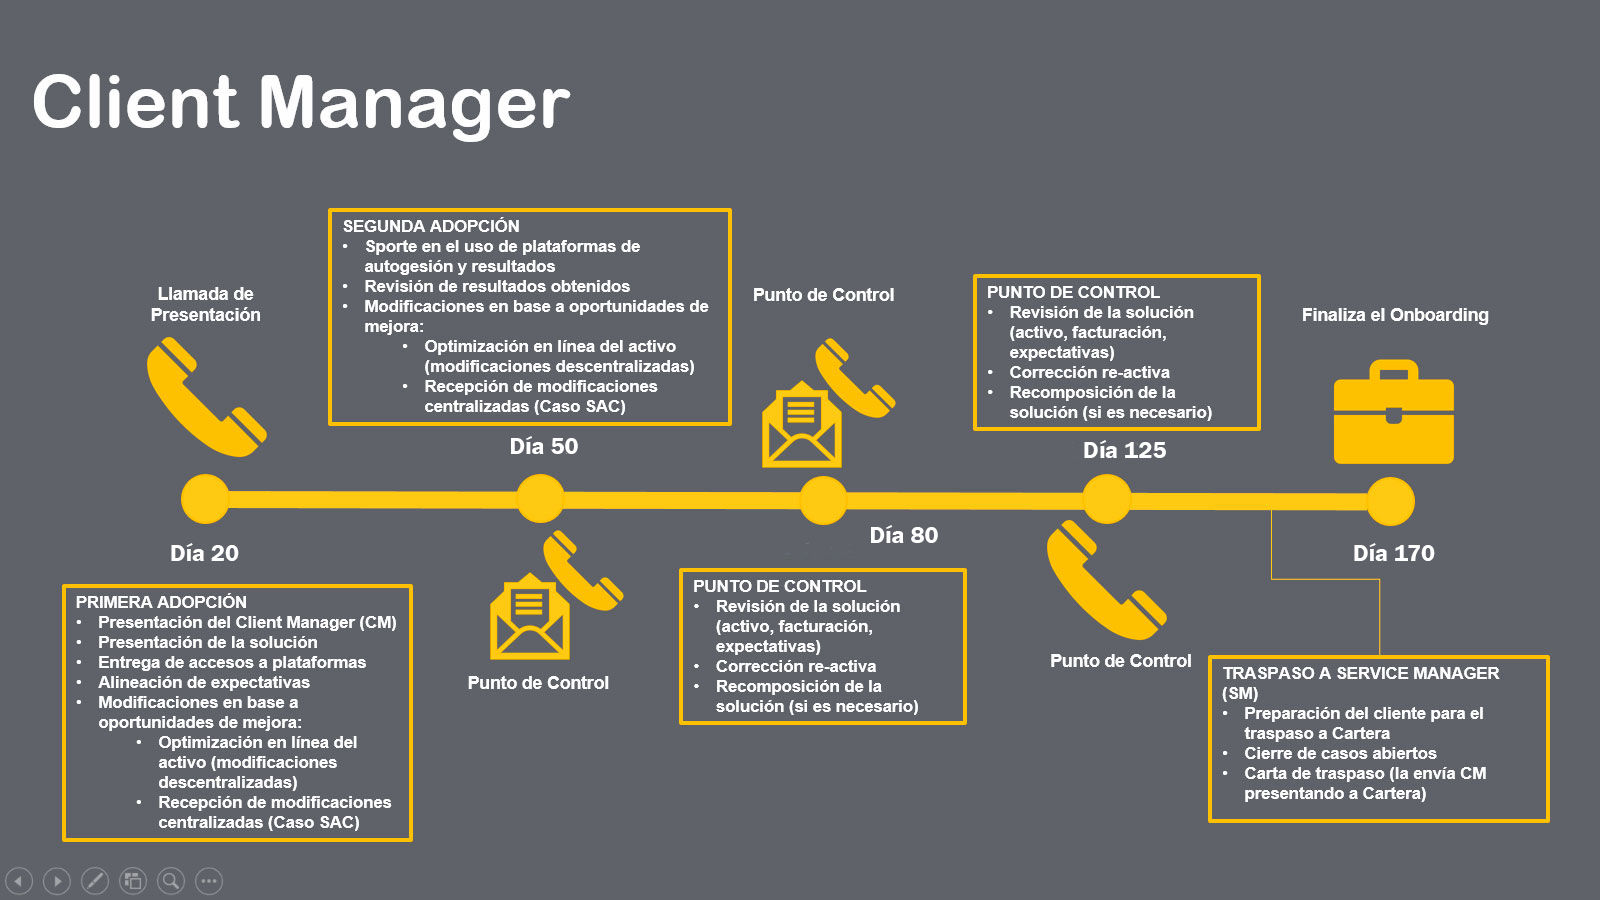 Client Manager
Llamada de
Presentación
Día 20
PRIMERA ADOPCIÓN
• Presentación del Client Manager (CM)
• Presentación de la solución
• Entrega de accesos a plataformas
• Alineación de expectativas
• Modificaciones en base a
oportunidades de mejora:
• Optimización en línea del
activo (modificaciones
descentralizadas)
• Recepción de modificaciones
centralizadas (Caso SAC)
SEGUNDA ADOPCIÓN
• Sporte en el uso de plataformas de
autogesión y resultados
• Revisión de resultados obtenidos
• Modificaciones en base a oportunidades de
mejora:
• Optimización en línea del activo
(modificaciones descentralizadas)
• Recepción de modificaciones
centralizadas (Caso SAC)
Día 50
Punto de Control
Punto de Control
Día 80
PUNTO DE CONTROL
• Revisión de la solución
(activo, facturación,
expectativas)
• Corrección re-activa
• Recomposición de la
solución (si es necesario)
PUNTO DE CONTROL
• Revisión de la solución
(activo, facturación,
expectativas)
• Corrección re-activa
• Recomposición de la
solución (si es necesario)
Día 125
Punto de Control
Finaliza el Onboarding
Día 170
TRASPASO A SERVICE MANAGER
(SM)
• Preparación del cliente para el
traspaso a Cartera
• Cierre de casos abiertos
• Carta de traspaso (la envía CM
presentando a Cartera)